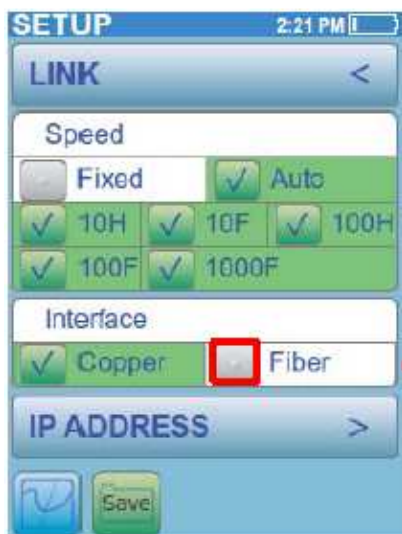 SETUP 2:21 PM
LINK <
Speed
Fixed Auto
10H 10F 100H
100F 1000F
Interface
Copper Fiber
IP ADDRESS >
Save